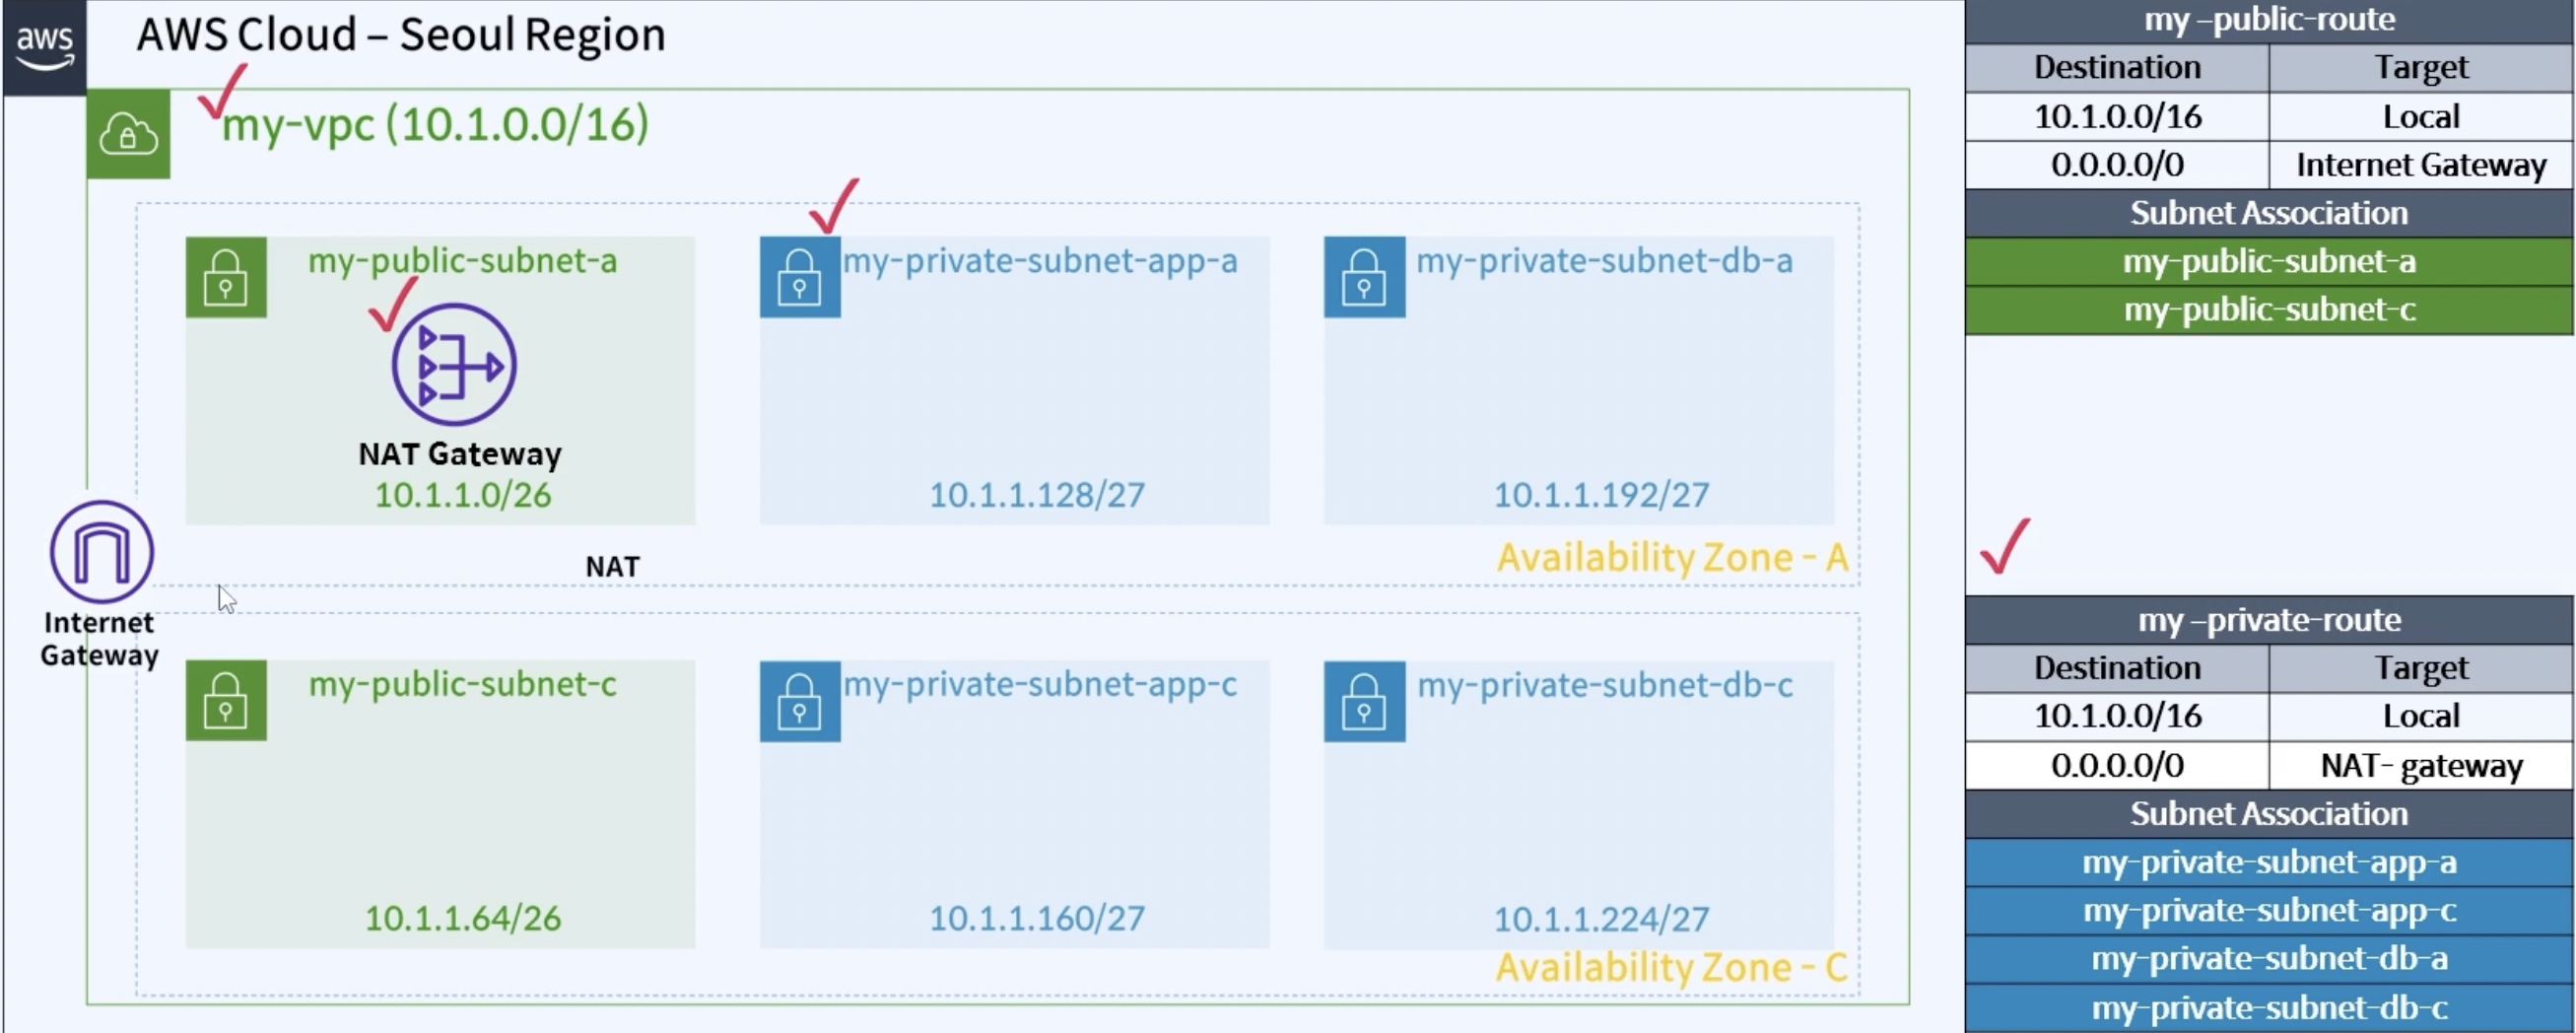 aws
AWS Cloud – Seoul Region
my-vpc (10.1.0.0/16)
my-public-subnet-a
NAT Gateway
10.1.1.0/26
my-private-subnet-app-a
10.1.1.128/27
my-private-subnet-db-a
10.1.1.192/27
NAT
Availability Zone - A
Internet
Gateway
my-public-subnet-c
10.1.1.64/26
my-private-subnet-app-c
10.1.1.160/27
my-private-subnet-db-c
10.1.1.224/27
Availability Zone - C
my –public-route
Destination Target
10.1.0.0/16 Local
0.0.0.0/0 Internet Gateway
Subnet Association
my-public-subnet-a
my-public-subnet-c
my –private-route
Destination Target
10.1.0.0/16 Local
0.0.0.0/0 NAT- gateway
Subnet Association
my-private-subnet-app-a
my-private-subnet-app-c
my-private-subnet-db-a
my-private-subnet-db-c